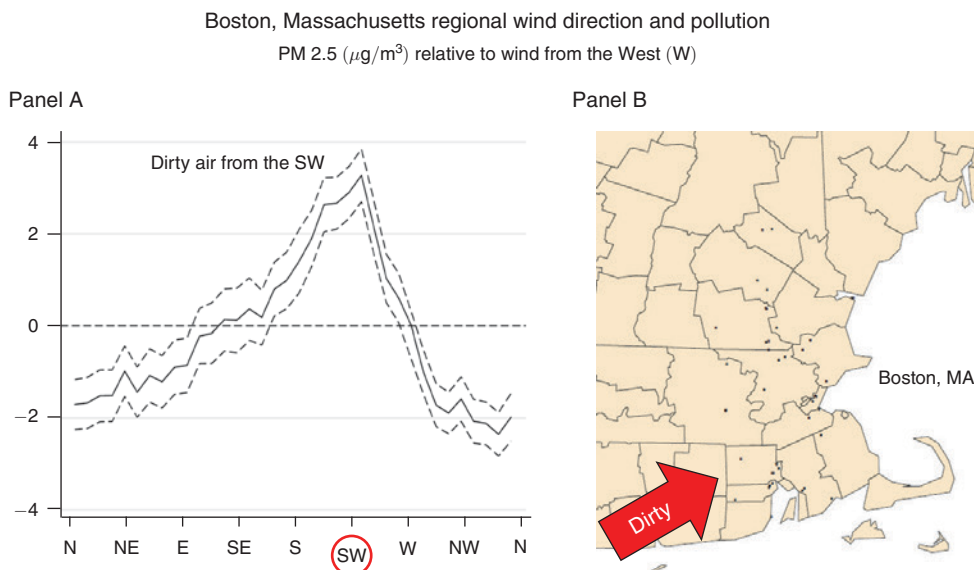 Boston, Massachusetts regional wind direction and pollution
PM 2.5 (μg/m³) relative to wind from the West (W)
Panel A
Panel B
4
Dirty air from the SW
2
0
−2
−4
N NE E SE S SW W NW N
Boston, MA
Dirty